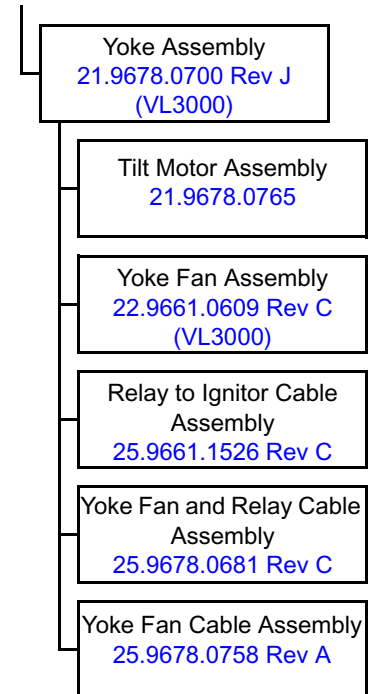 Yoke Assembly
21.9678.0700 Rev J
(VL3000)
Tilt Motor Assembly
21.9678.0765
Yoke Fan Assembly
22.9661.0609 Rev C
(VL3000)
Relay to Ignitor Cable
Assembly
25.9661.1526 Rev C
Yoke Fan and Relay Cable
Assembly
25.9678.0681 Rev C
Yoke Fan Cable Assembly
25.9678.0758 Rev A